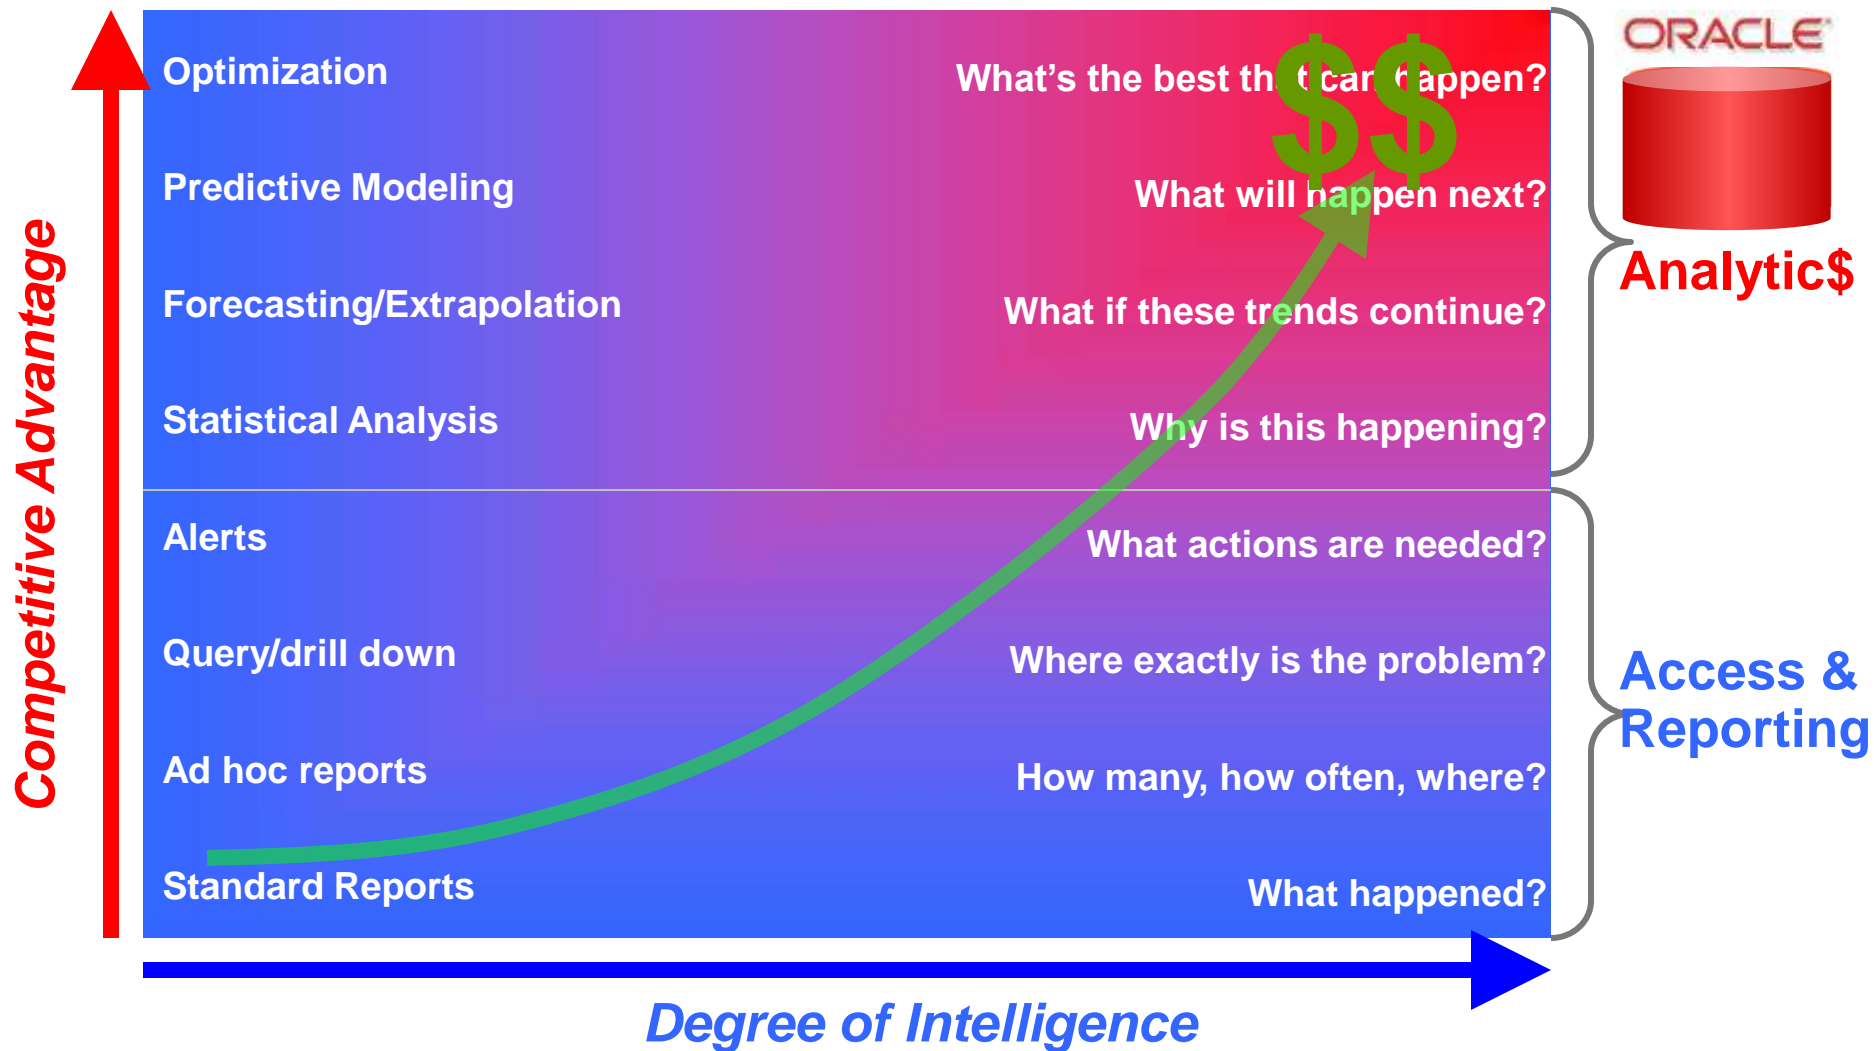 ORACLE
Optimization
What’s the best that can happen?
$$
Predictive Modeling
What will happen next?
Analytic$
Forecasting/Extrapolation
What if these trends continue?
Statistical Analysis
Why is this happening?
Alerts
What actions are needed?
Query/drill down
Where exactly is the problem?
Access &
Reporting
Ad hoc reports
How many, how often, where?
Standard Reports
What happened?
Competitive Advantage
Degree of Intelligence